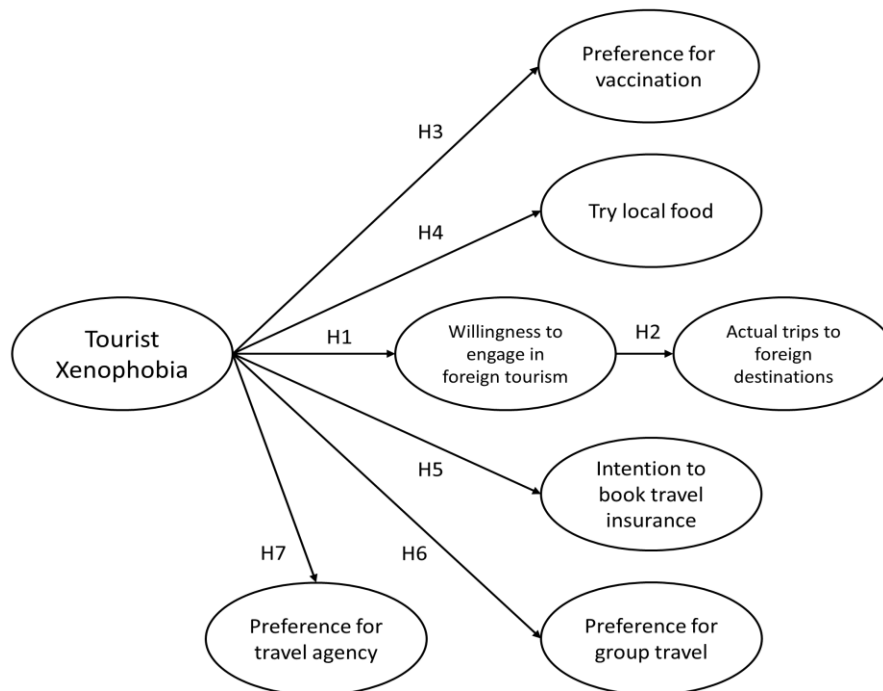 Preference for
vaccination
H3
Try local food
H4
Tourist
Xenophobia
H1
Willingness to
engage in
foreign tourism
H2
Actual trips to
foreign
destinations
H5
Intention to
book travel
insurance
H7
H6
Preference for
travel agency
Preference for
group travel